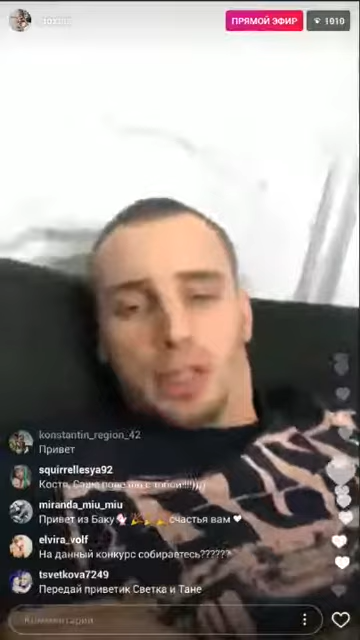 ПРЯМОЙ ЭФИР
1010
konstantin_region_42
Привет
squirrellesya92
Костя,
miranda_miu_miu
Привет из Баку счастья вам
elvira_volf
На данный конкурс собираетесь??????
tsvetkova7249
Передай приветик Светка и Тане
Комментарий